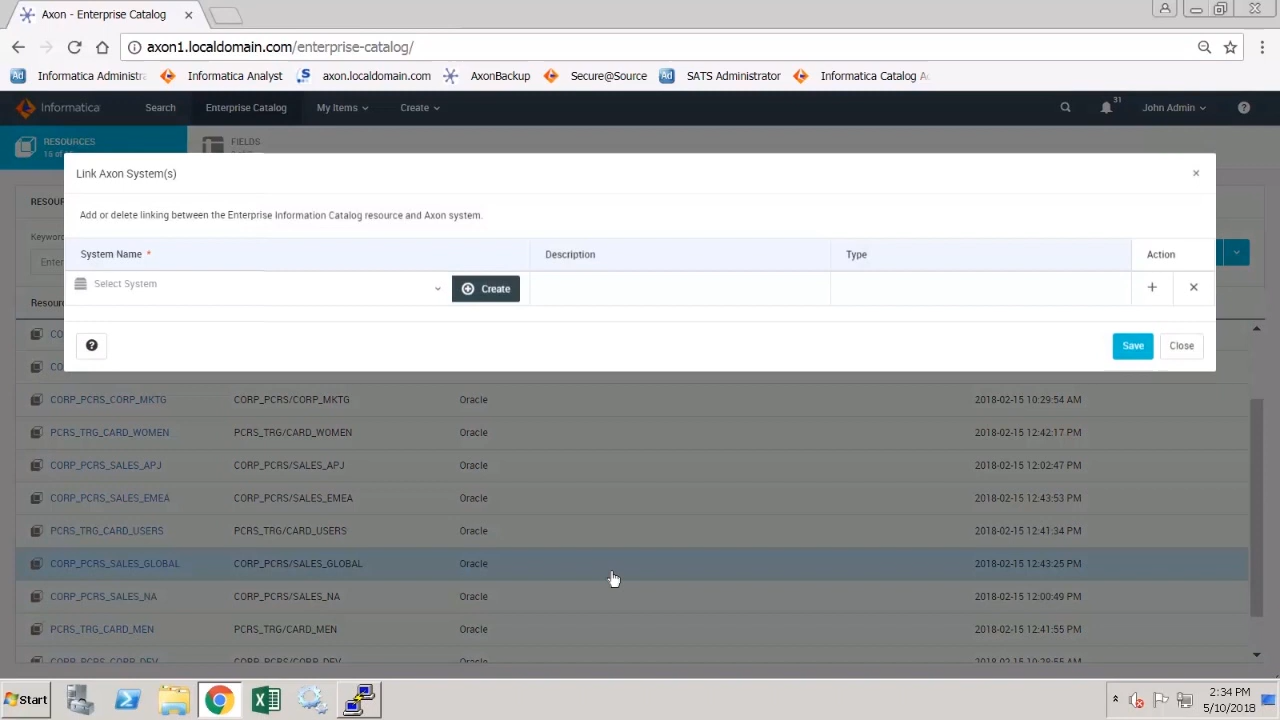 Axon - Enterprise Catalog
axon1.localdomain.com/enterprise-catalog/
Informatica Administra Informatica Analyst axon.localdomain.com AxonBackup Secure@Source SATS Administrator Informatica Catalog A
Informatica Search Enterprise Catalog My Items Create 31 John Admin
RESOURCES FIELDS
15 of
Link Axon System(s)
RESOUR
Add or delete linking between the Enterprise Information Catalog resource and Axon system.
Keywor
System Name * Description Type Action
Enter
Select System Create
Resour
CO
Save Close
CO
CORP_PCRS_CORP_MKTG CORP_PCRS/CORP_MKTG Oracle 2018-02-15 10:29:54 AM
PCRS_TRG_CARD_WOMEN PCRS_TRG/CARD_WOMEN Oracle 2018-02-15 12:42:17 PM
CORP_PCRS_SALES_APJ CORP_PCRS/SALES_APJ Oracle 2018-02-15 12:02:47 PM
CORP_PCRS_SALES_EMEA CORP_PCRS/SALES_EMEA Oracle 2018-02-15 12:43:53 PM
PCRS_TRG_CARD_USERS PCRS_TRG/CARD_USERS Oracle 2018-02-15 12:41:34 PM
CORP_PCRS_SALES_GLOBAL CORP_PCRS/SALES_GLOBAL Oracle 2018-02-15 12:43:25 PM
CORP_PCRS_SALES_NA CORP_PCRS/SALES_NA Oracle 2018-02-15 12:00:49 PM
PCRS_TRG_CARD_MEN PCRS_TRG/CARD_MEN Oracle 2018-02-15 12:41:55 PM
CORP_PCRS_CORP_DEV CORP_PCRS/CORP_DEV Oracle 2018-02-15 10:28:55 AM
Start 2:34 PM
5/10/2018